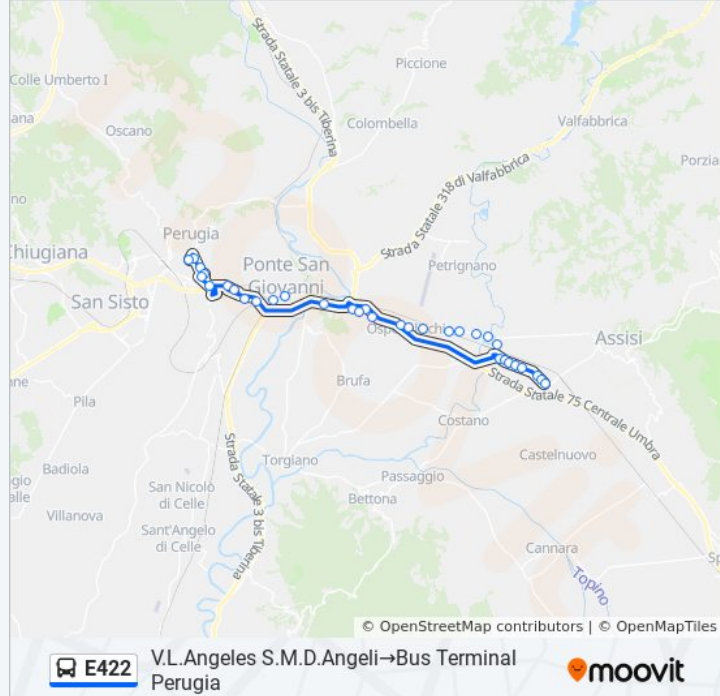 Strada Statale 3 bis Tiberina
Piccione
Colle Umberto I
Oscano
Colombella
Valfabbrica
Strada Statale 318 di Valfabbrica
Porzia
Perugia
Chiugiana
Ponte San
Giovanni
Petrignano
San Sisto
Assisi
Brufa
Strada Statale 75 Centrale Umbra
Pila
Costano
Strada Statale 3 bis Tiberina
Torgiano
Castelnuovo
Badiola
Passaggio
San Nicolo
di Celle
Bettona
Villanova
Sant'Angelo
di Celle
Cannara
Topino
© OpenStreetMap contributors | © OpenMapTiles
E422
V.L.Angeles S.M.D.Angeli→Bus Terminal
Perugia
moovit